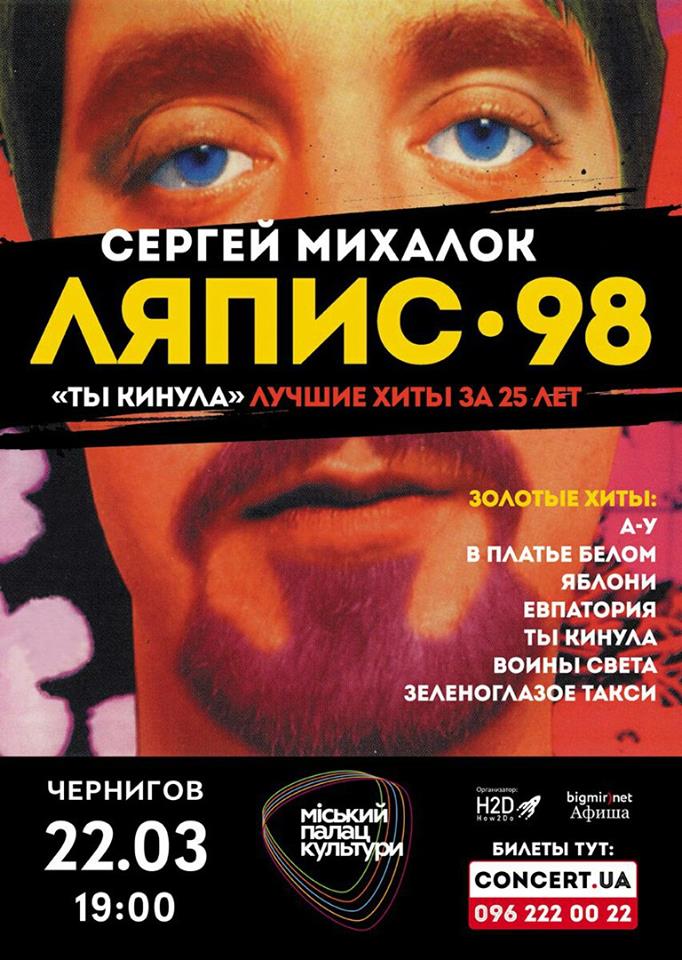 СЕРГЕЙ МИХАЛОК
ЛЯПИС • 98
«ТЫ КИНУЛА» ЛУЧШИЕ ХИТЫ ЗА 25 ЛЕТ
ЗОЛОТЫЕ ХИТЫ:
А-У
В ПЛАТЬЕ БЕЛОМ
ЯБЛОНИ
ЕВПАТОРИЯ
ТЫ КИНУЛА
ВОИНЫ СВЕТА
ЗЕЛЕНОГЛАЗОЕ ТАКСИ
ЧЕРНИГОВ
22.03
19:00
міський
палац
культури
Организатор:
H2D
How2Do
bigmir)net
Афиша
БИЛЕТЫ ТУТ:
CONCERT.UA
096 222 00 22